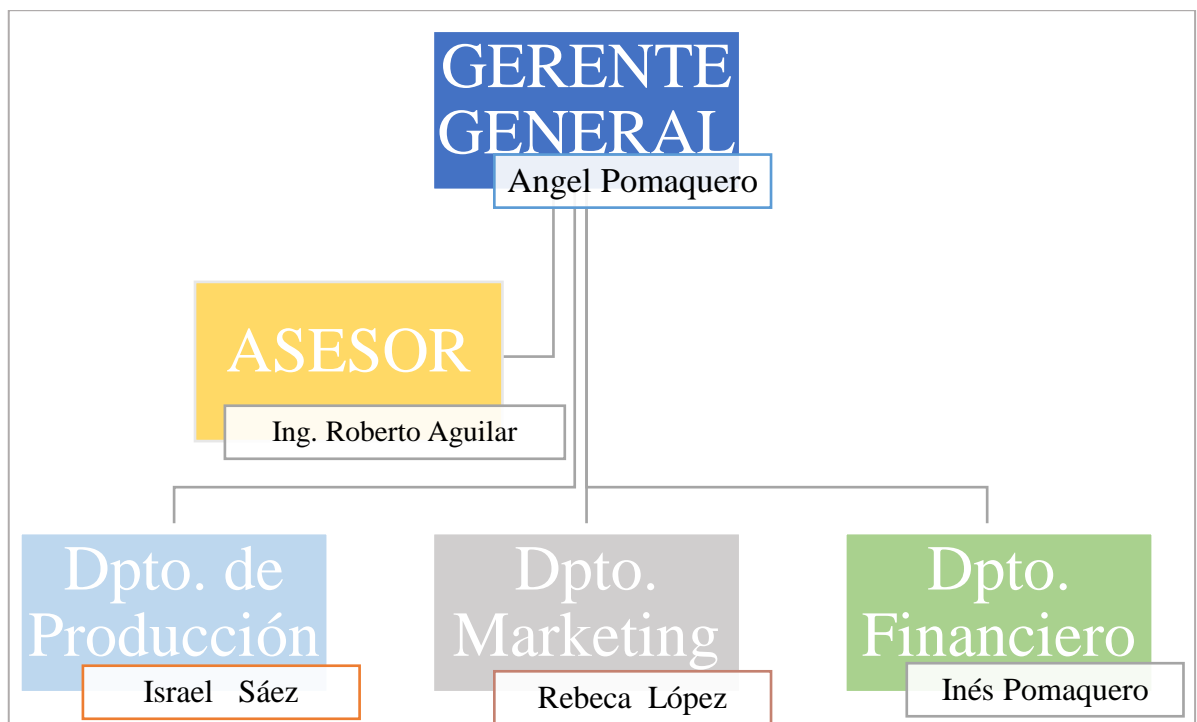 GERENTE
GENERAL
Angel Pomaquero
ASESOR
Ing. Roberto Aguilar
Dpto. de
Producción
Israel Sáez
Dpto.
Marketing
Rebeca López
Dpto.
Financiero
Inés Pomaquero